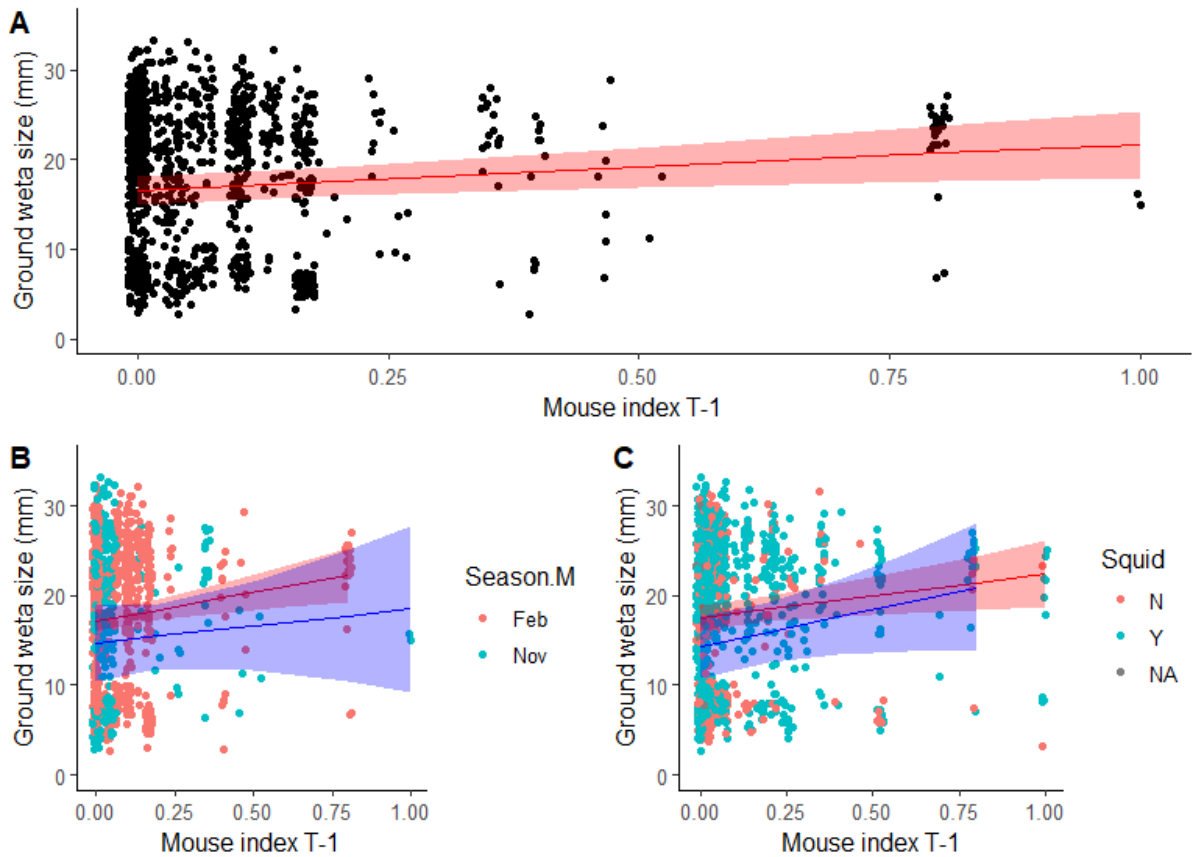 A
Ground weta size (mm)
30
20
10
0
0.00 0.25 0.50 0.75 1.00
Mouse index T-1
B
Ground weta size (mm)
30
20
10
0
0.00 0.25 0.50 0.75 1.00
Mouse index T-1
Season.M
Feb
Nov
C
Ground weta size (mm)
30
20
10
0
0.00 0.25 0.50 0.75 1.00
Mouse index T-1
Squid
N
Y
NA